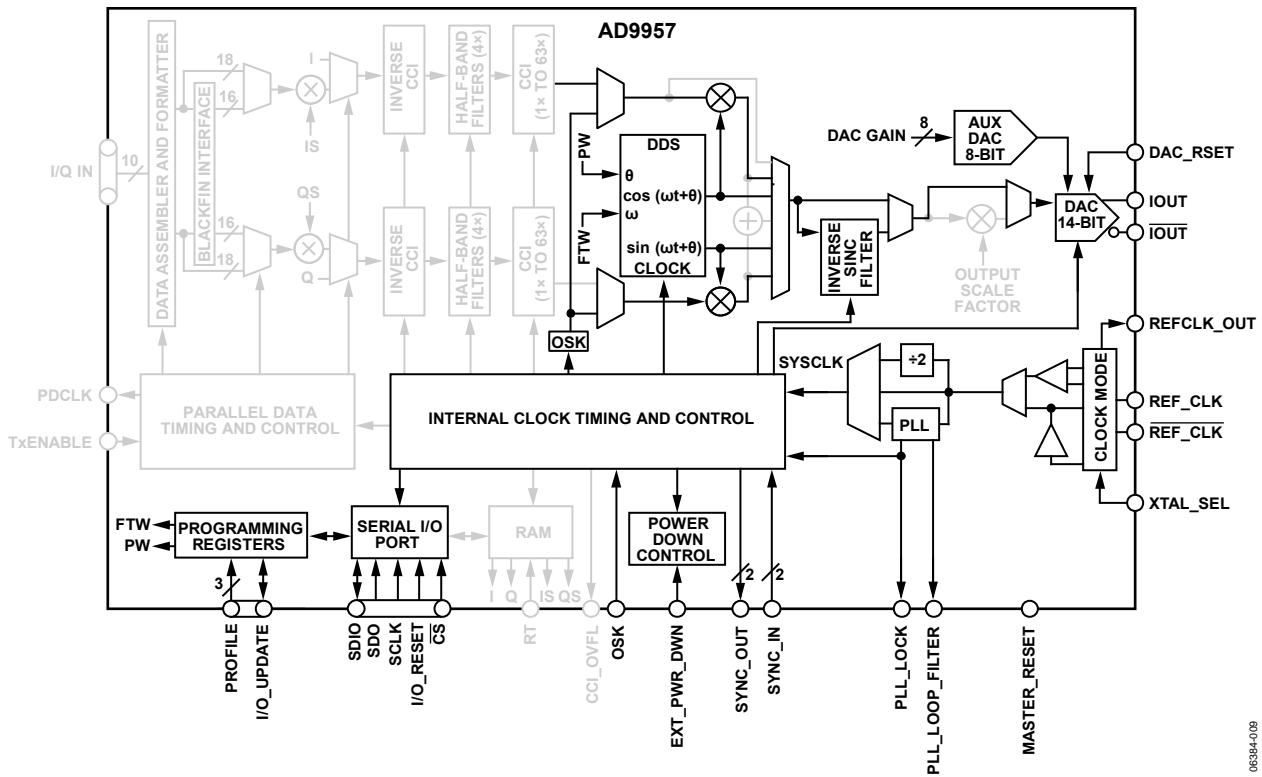 AD9957
I/Q IN
10
DATA ASSEMBLER AND FORMATTER
BLACKFIN INTERFACE
18
16
16
18
IS
QS
I
Q
INVERSE
CCI
HALF-BAND
FILTERS (4×)
CCI
(1× TO 63×)
INVERSE
CCI
HALF-BAND
FILTERS (4×)
CCI
(1× TO 63×)
PW
FTW
DDS
θ
cos (ωt+θ)
ω
sin (ωt+θ)
CLOCK
OSK
INVERSE
SINC
FILTER
OUTPUT
SCALE
FACTOR
DAC GAIN
8
AUX
DAC
8-BIT
DAC
14-BIT
DAC_RSET
IOUT
IOUT
REFCLK_OUT
REF_CLK
REF_CLK
XTAL_SEL
CLOCK MODE
÷2
PLL
SYSCLK
PDCLK
TxENABLE
PARALLEL DATA
TIMING AND CONTROL
INTERNAL CLOCK TIMING AND CONTROL
FTW
PW
PROGRAMMING
REGISTERS
SERIAL I/O
PORT
RAM
POWER
DOWN
CONTROL
3
I
Q
IS
QS
2
2
PROFILE
I/O_UPDATE
SDIO
SDO
SCLK
I/O_RESET
CS
RT
CCI_OVFL
OSK
EXT_PWR_DWN
SYNC_OUT
SYNC_IN
PLL_LOCK
PLL_LOOP_FILTER
MASTER_RESET
06384-009